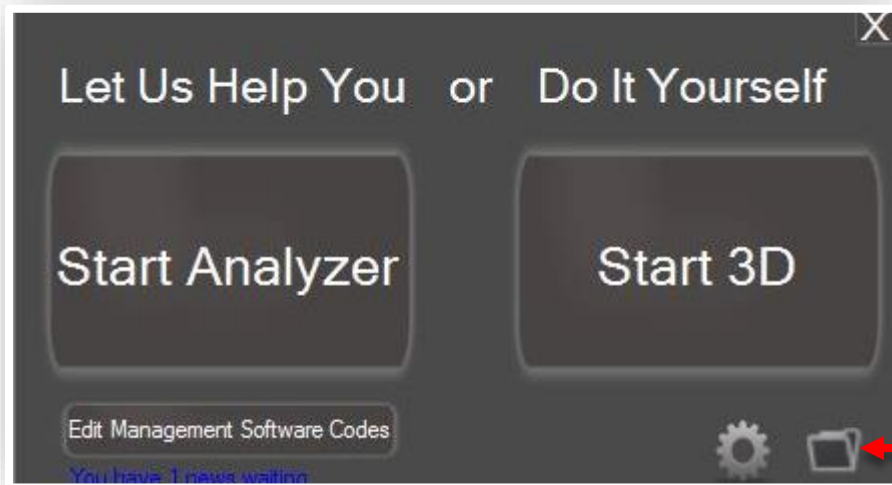 X
Let Us Help You or Do It Yourself
Start Analyzer
Start 3D
Edit Management Software Codes
You have 1 news waiting